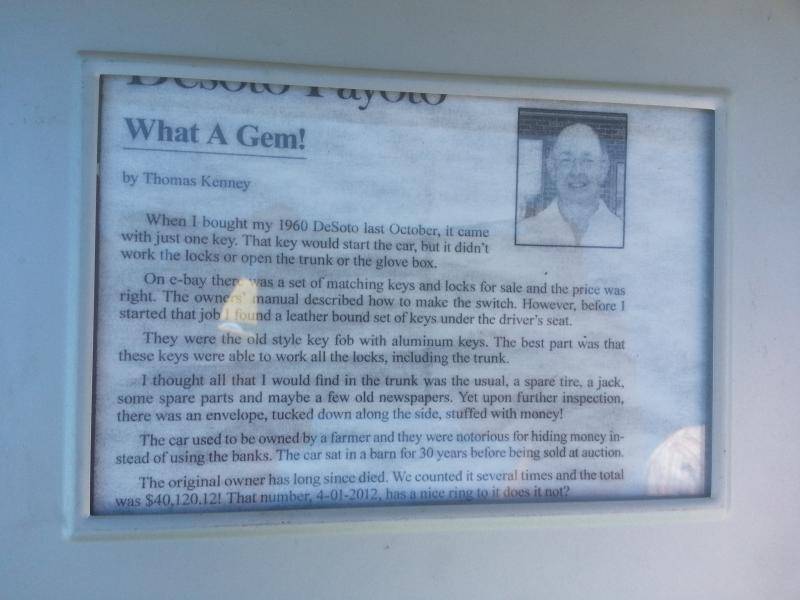 Desoto Payoto
What A Gem!
by Thomas Kenney
When I bought my 1960 DeSoto last October, it came
with just one key. That key would start the car, but it didn't
work the locks or open the trunk or the glove box.
On e-bay there was a set of matching keys and locks for sale and the price was
right. The owners' manual described how to make the switch. However, before I
started that job I found a leather bound set of keys under the driver's seat.
They were the old style key fob with aluminum keys. The best part was that
these keys were able to work all the locks, including the trunk.
I thought all that I would find in the trunk was the usual, a spare tire, a jack,
some spare parts and maybe a few old newspapers. Yet upon further inspection,
there was an envelope, tucked down along the side, stuffed with money!
The car used to be owned by a farmer and they were notorious for hiding money in-
stead of using the banks. The car sat in a barn for 30 years before being sold at auction.
The original owner has long since died. We counted it several times and the total
was $40,120.12! That number, 4-01-2012, has a nice ring to it does it not?